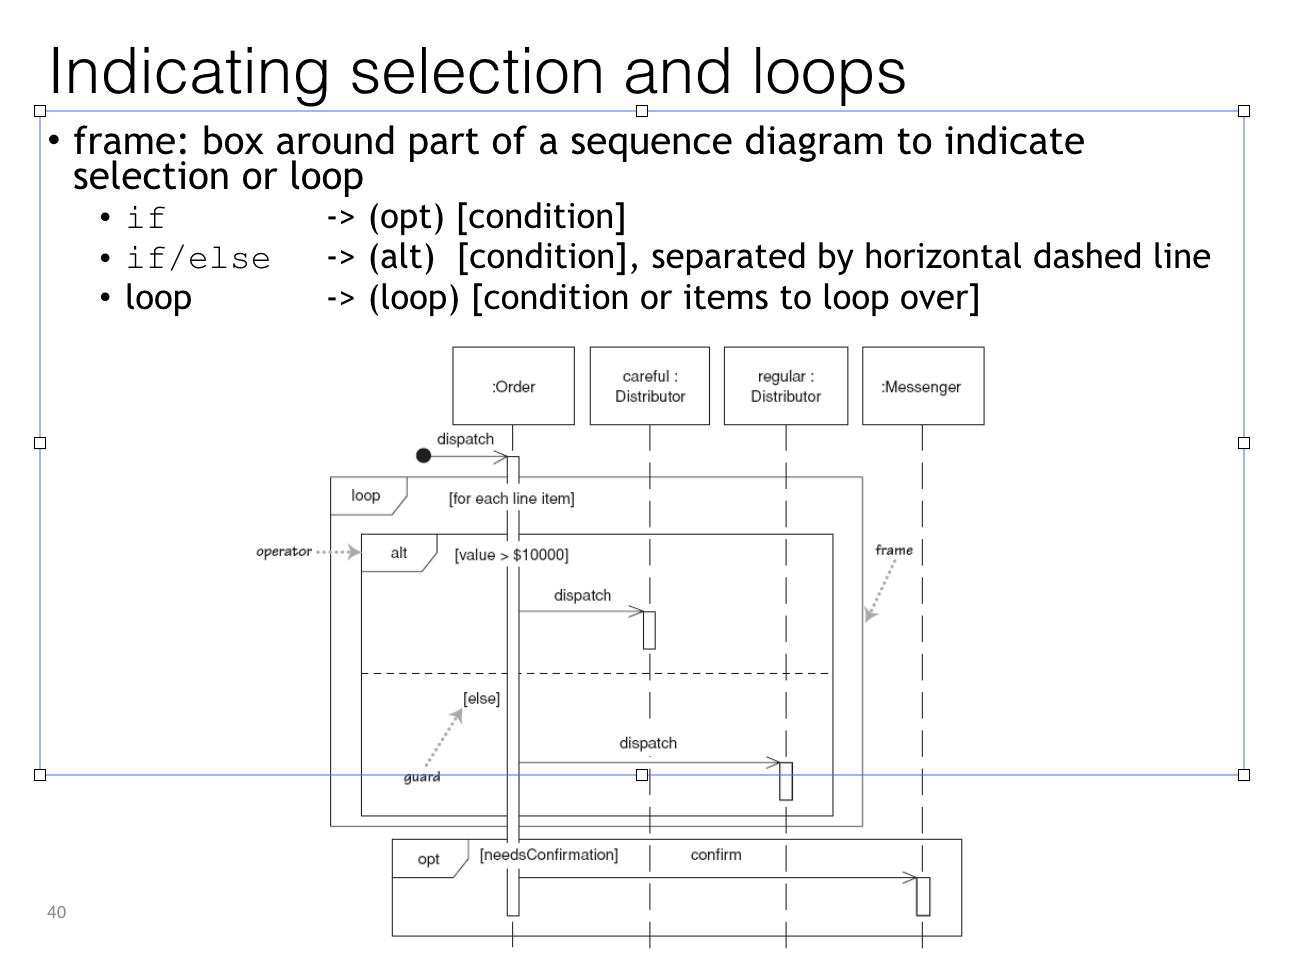 Indicating selection and loops
• frame: box around part of a sequence diagram to indicate
selection or loop
• if -> (opt) [condition]
• if/else -> (alt) [condition], separated by horizontal dashed line
• loop -> (loop) [condition or items to loop over]
:Order
careful :
Distributor
regular :
Distributor
:Messenger
dispatch
loop
[for each line item]
operator
alt
[value > $10000]
frame
dispatch
[else]
dispatch
guard
opt
[needsConfirmation]
confirm
40